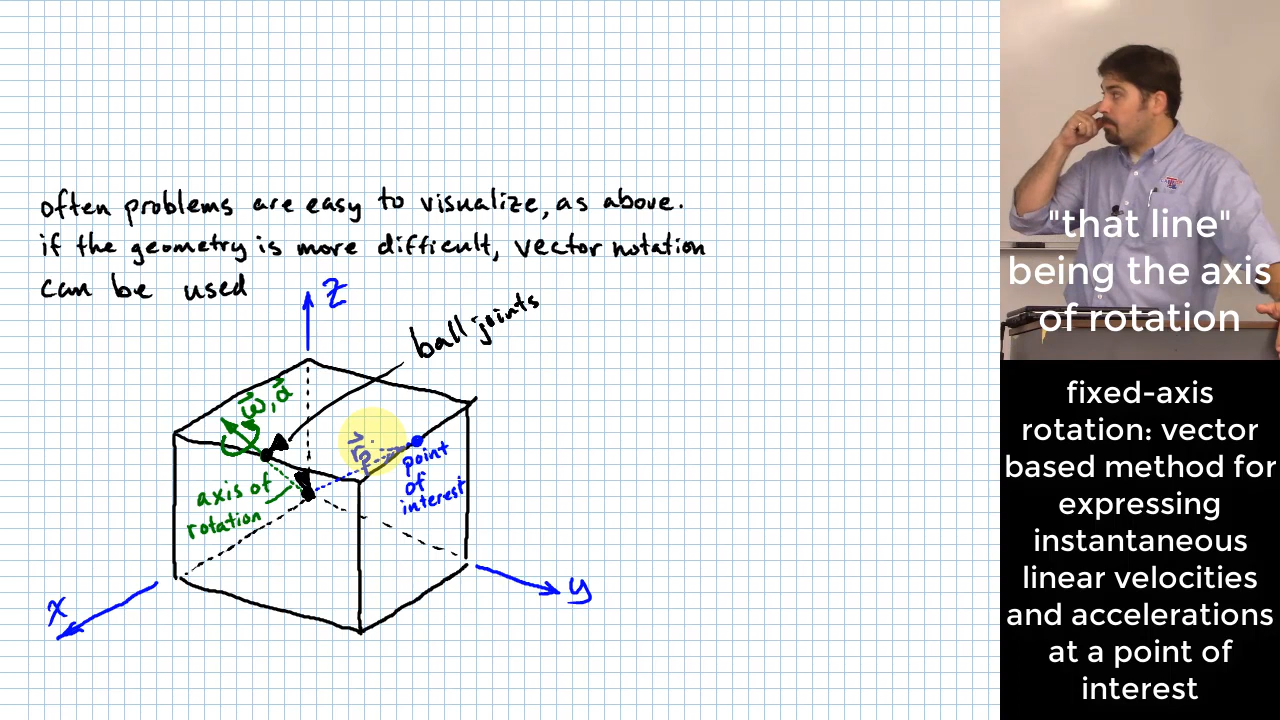 often problems are easy to visualize, as above.
if the geometry is more difficult, vector notation
can be used
z
ball joints
ω, α
r
p
point
of
interest
axis of
rotation
x
y
"that line"
being the axis
of rotation
fixed-axis
rotation: vector
based method for
expressing
instantaneous
linear velocities
and accelerations
at a point of
interest